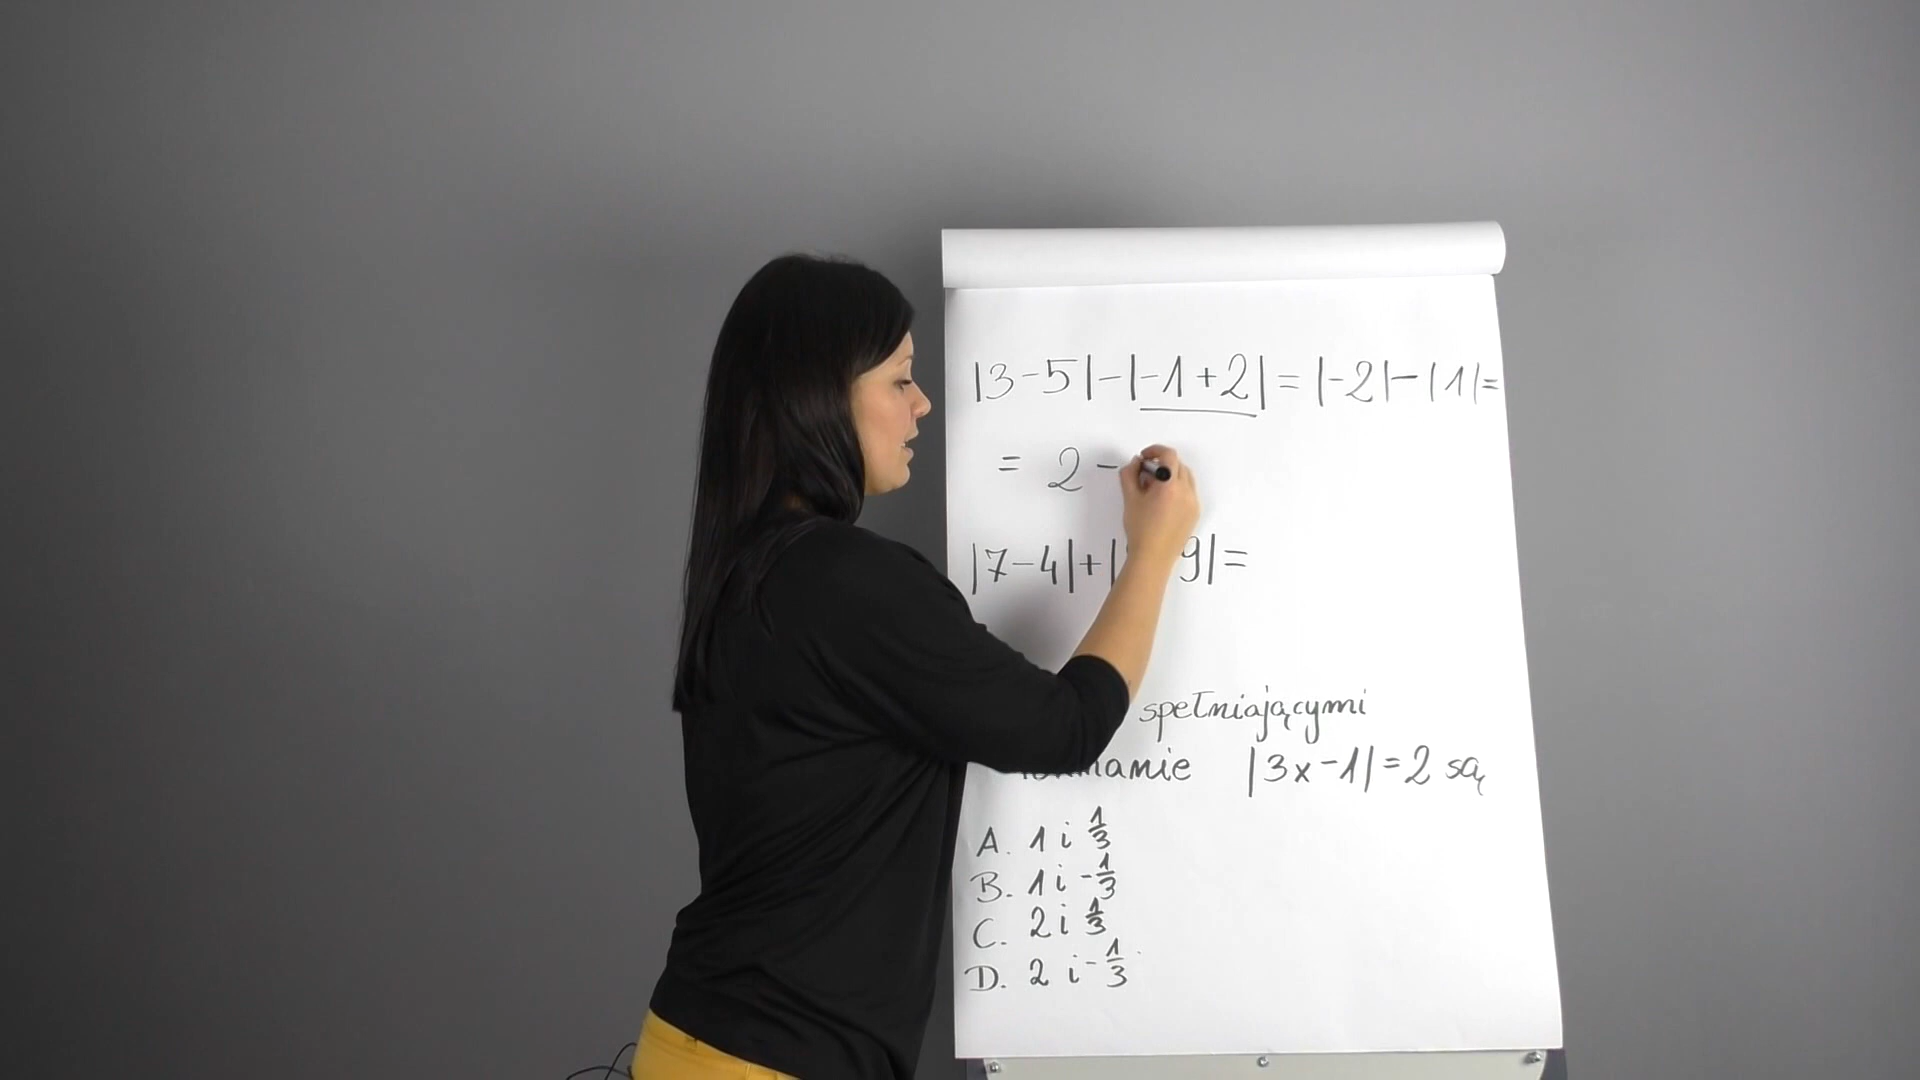 |3-5|-|-1+2|=|-2|-|1|=
= 2 -
|7-4|+| 9|=
spełniającymi
|3x-1|=2 są
A. 1 i 1/3
B. 1 i -1/3
C. 2 i 1/3
D. 2 i -1/3